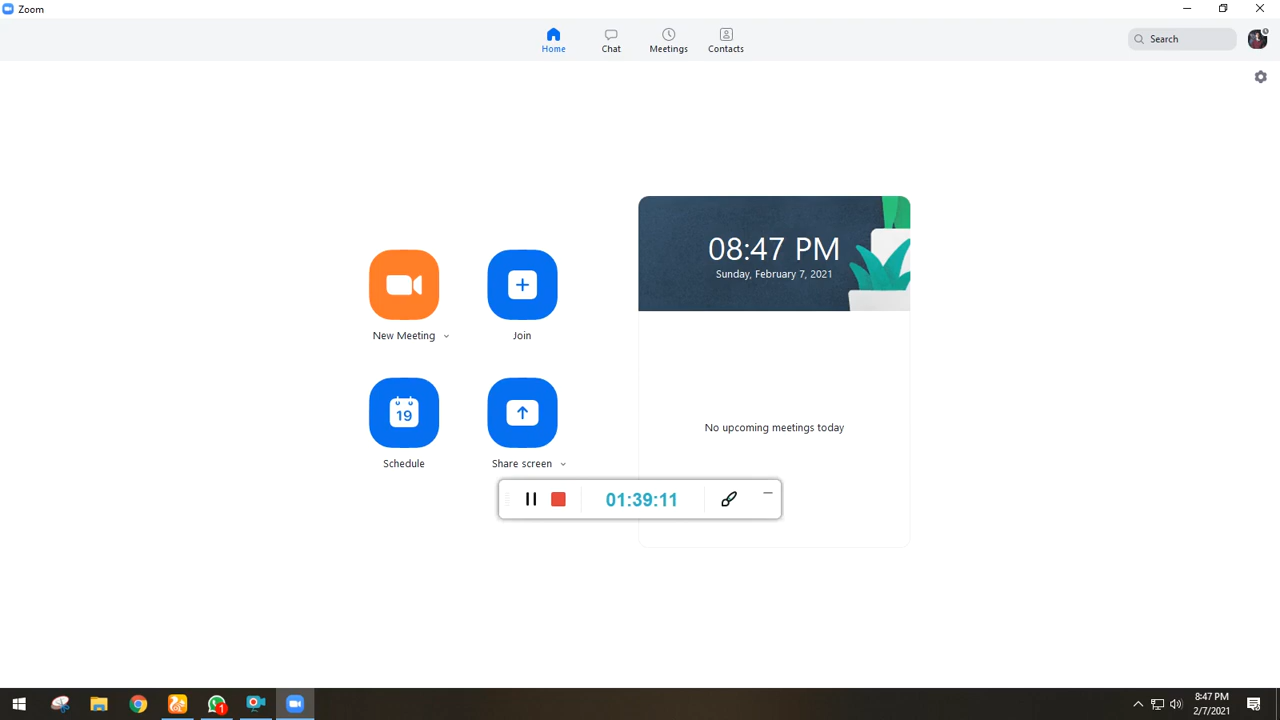 Zoom
Home
Chat
Meetings
Contacts
Search
08:47 PM
Sunday, February 7, 2021
New Meeting
Join
19
Schedule
Share screen
No upcoming meetings today
01:39:11
1
8:47 PM
2/7/2021